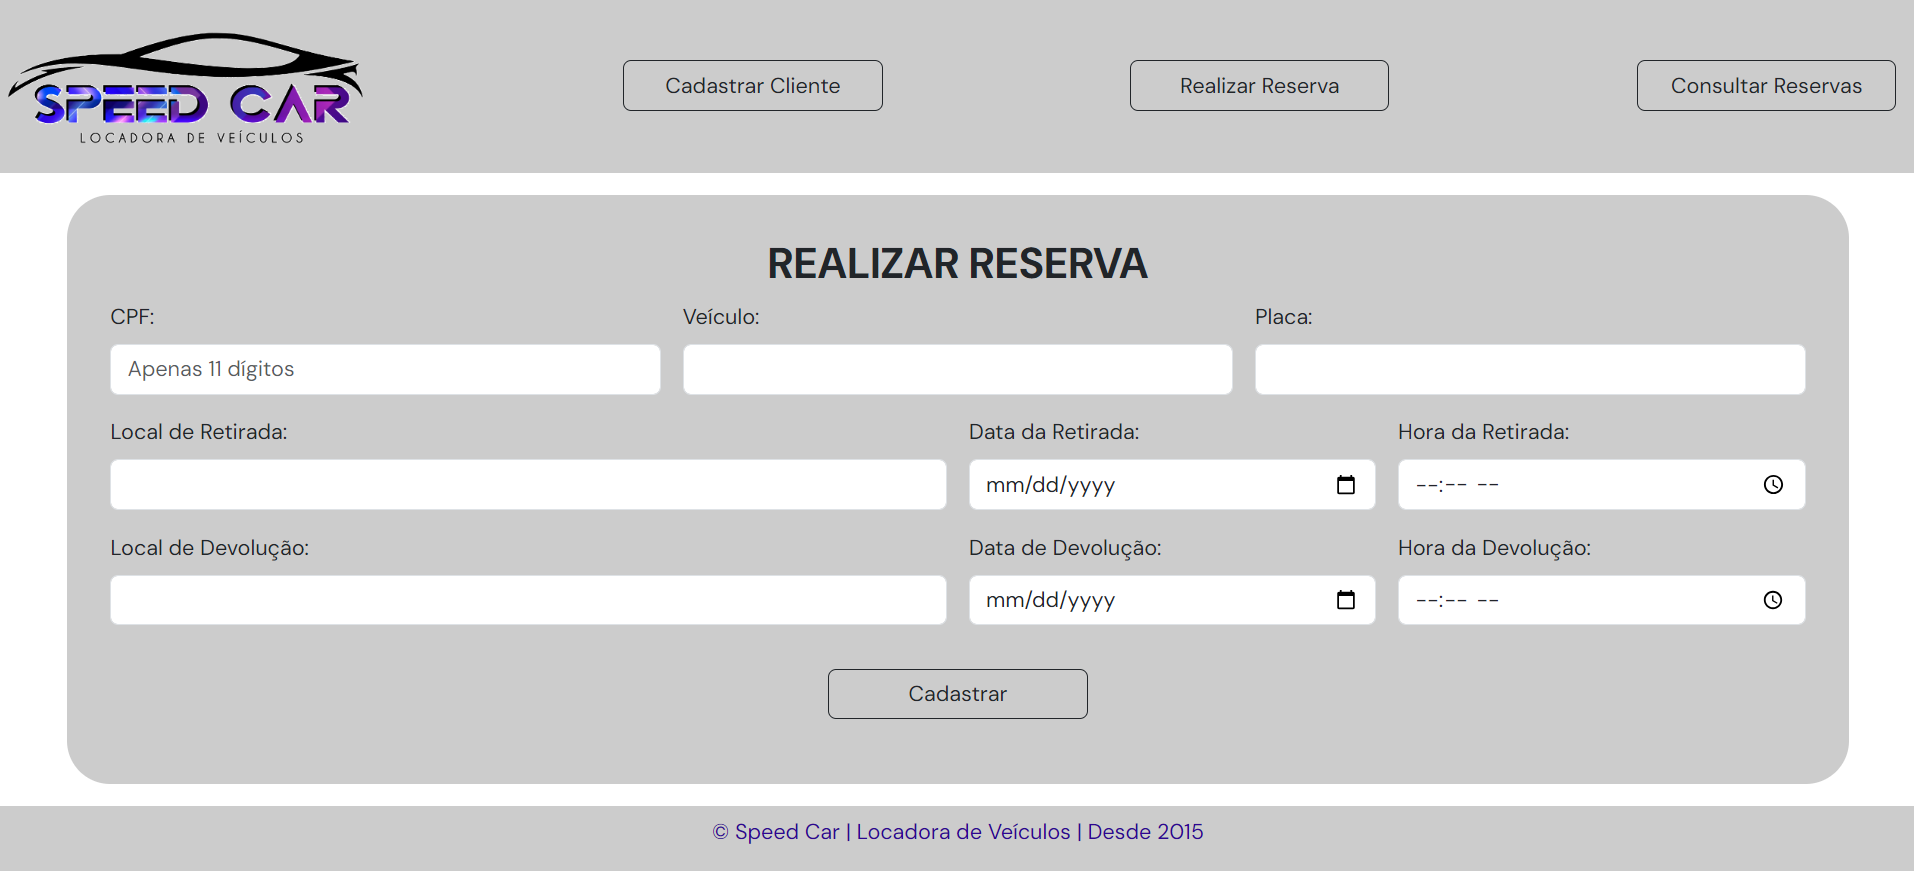 SPEED CAR
LOCADORA DE VEÍCULOS
Cadastrar Cliente
Realizar Reserva
Consultar Reservas
REALIZAR RESERVA
CPF:
Veículo:
Placa:
Apenas 11 dígitos
Local de Retirada:
Data da Retirada:
Hora da Retirada:
mm/dd/yyyy
--:-- --
Local de Devolução:
Data de Devolução:
Hora da Devolução:
mm/dd/yyyy
--:-- --
Cadastrar
© Speed Car | Locadora de Veículos | Desde 2015